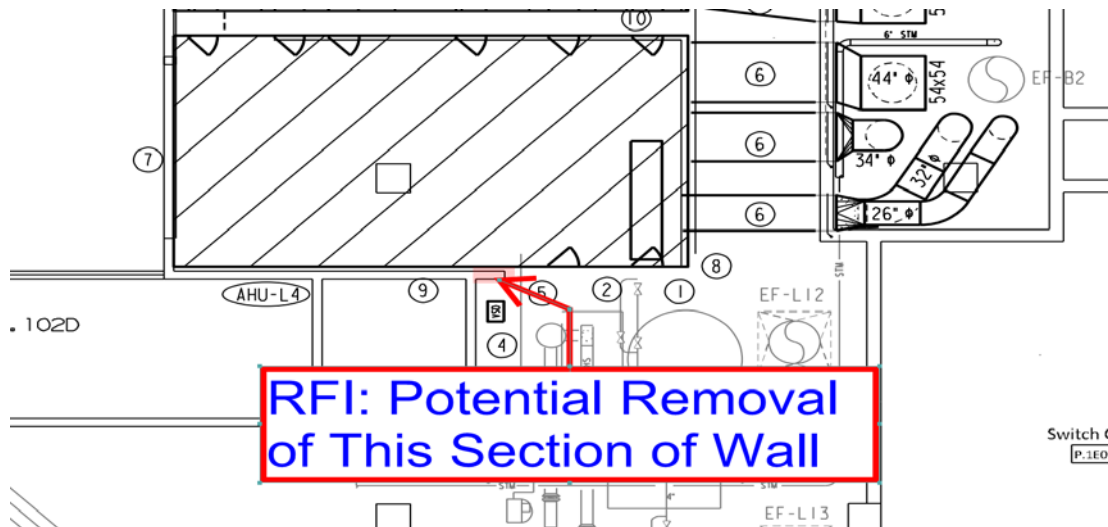 10
6" STM
6
44" ϕ
54x54
EF-B2
7
6
34" ϕ
32" ϕ
6
26" ϕ
8
STM
AHU-L4
9
5
2
1
EF-L12
. 102D
4
RFI: Potential Removal
of This Section of Wall
Switch
P.1E0
STM
STM
4"
EF-L13